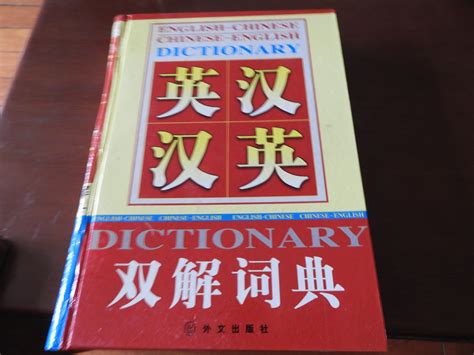 ENGLISH-CHINESE
CHINESE-ENGLISH
DICTIONARY
英汉
汉英
ENGLISH-CHINESE CHINESE-ENGLISH ENGLISH-CHINESE CHINESE-ENGLISH
DICTIONARY
双解词典
外文出版社